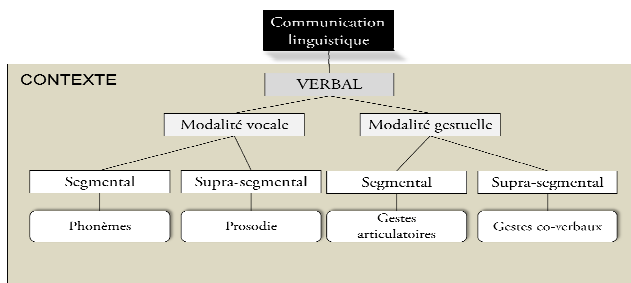 Communication
linguistique
CONTEXTE
VERBAL
Modalité vocale
Modalité gestuelle
Segmental
Supra-segmental
Segmental
Supra-segmental
Phonèmes
Prosodie
Gestes
articulatoires
Gestes co-verbaux